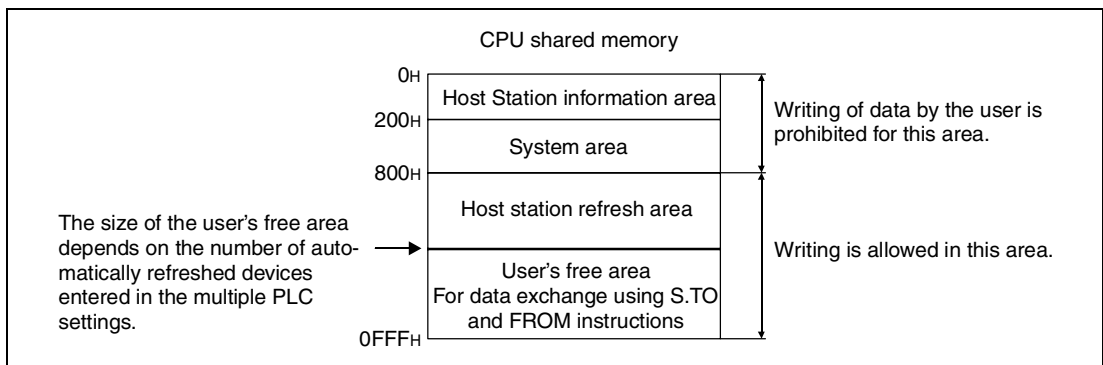 CPU shared memory
0H
Host Station information area
200H
System area
800H
Host station refresh area
User's free area
For data exchange using S.TO
and FROM instructions
0FFFH
Writing of data by the user is
prohibited for this area.
Writing is allowed in this area.
The size of the user's free area
depends on the number of auto-
matically refreshed devices
entered in the multiple PLC
settings.